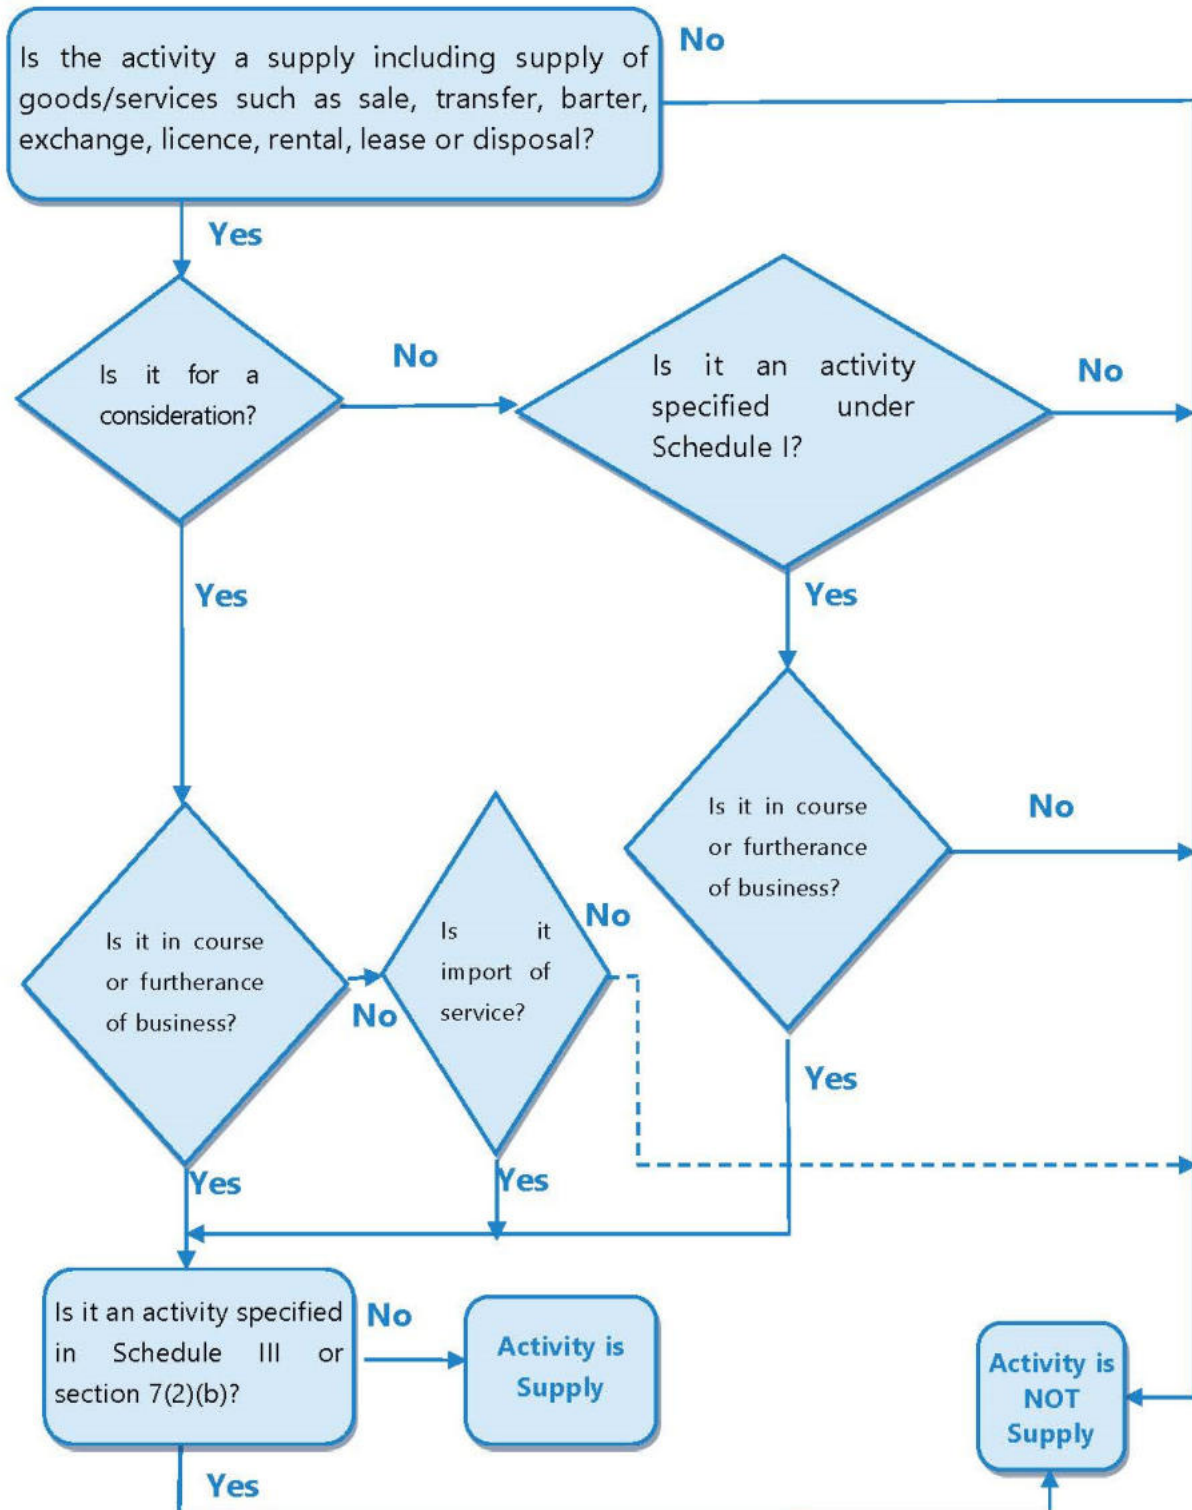 Is the activity a supply including supply of
goods/services such as sale, transfer, barter,
exchange, licence, rental, lease or disposal?
No
Yes
Is it for a
consideration?
No
Is it an activity
specified under
Schedule I?
No
Yes
Yes
Is it in course
or furtherance
of business?
No
Is it in course
or furtherance
of business?
No
Is it
import of
service?
No
Yes
Yes
Yes
Is it an activity specified
in Schedule III or
section 7(2)(b)?
No
Activity is
Supply
Activity is
NOT
Supply
Yes